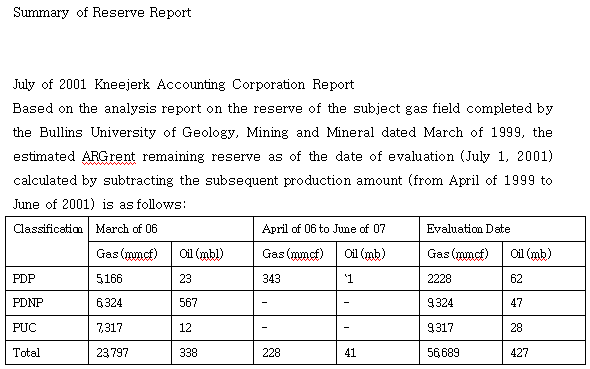 Summary of Reserve Report
July of 2001 Kneejerk Accounting Corporation Report
Based on the analysis report on the reserve of the subject gas field completed by
the Bullins University of Geology, Mining and Mineral dated March of 1999, the
estimated ARGrent remaining reserve as of the date of evaluation (July 1, 2001)
calculated by subtracting the subsequent production amount (from April of 1999 to
June of 2001) is as follows:
Classification March of 06 April of 06 to June of 07 Evaluation Date
Gas (mmcf) Oil (mbl) Gas (mmcf) Oil (mb) Gas (mmcf) Oil (mb)
PDP 5,166 23 343 `1 2228 62
PDNP 6,324 567 - - 9,324 47
PUC 7,317 12 - - 9,317 28
Total 23,797 338 228 41 56,689 427